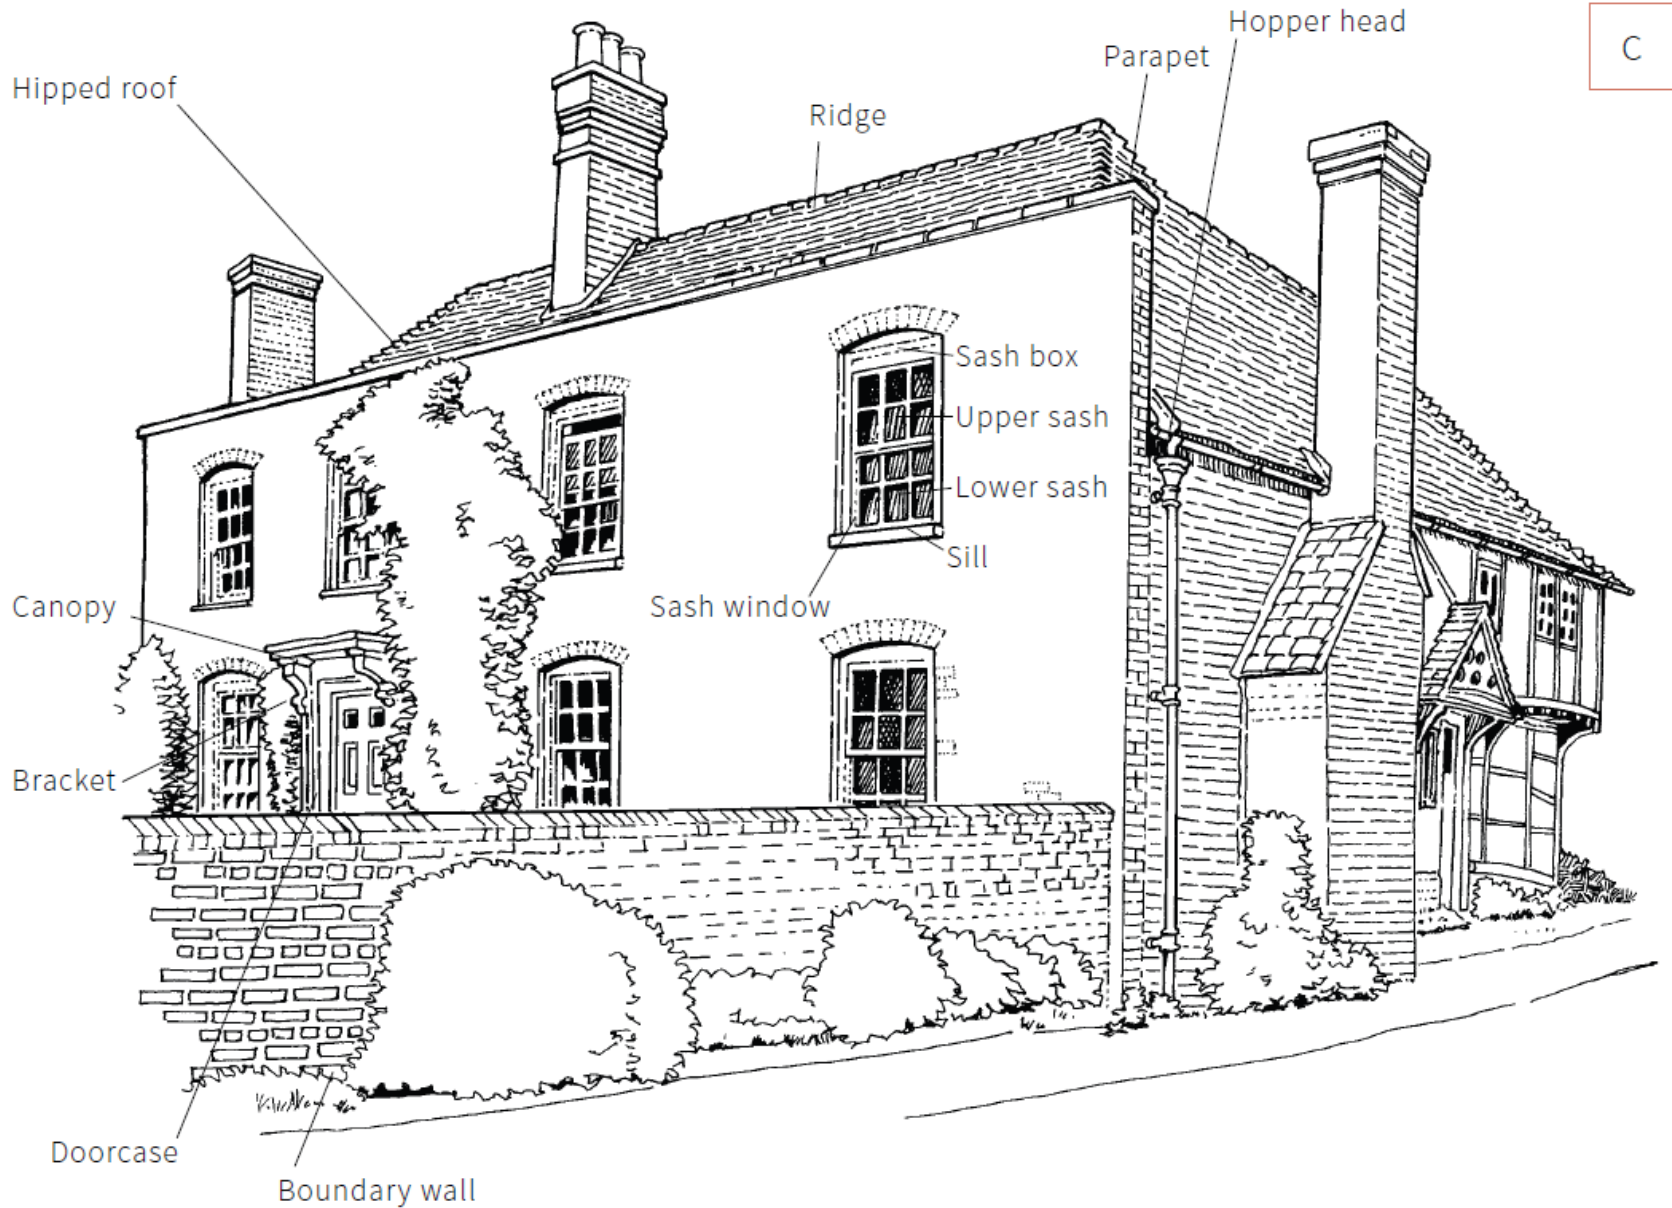 Hopper head
C
Parapet
Hipped roof
Ridge
Sash box
Upper sash
Lower sash
Sill
Canopy
Sash window
Bracket
Doorcase
Boundary wall